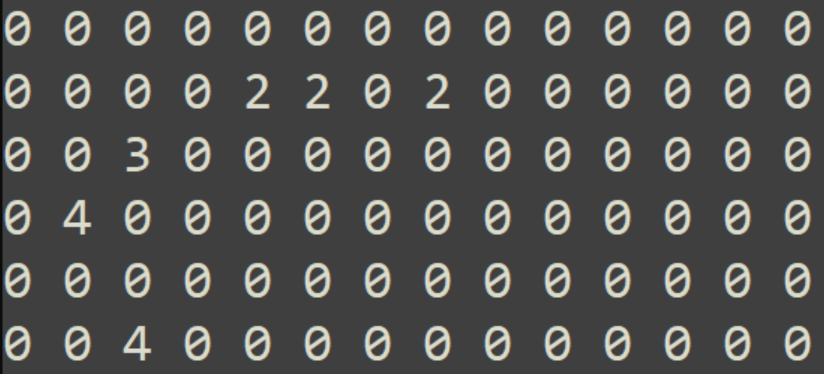 0 0 0 0 0 0 0 0 0 0 0 0 0 0
0 0 0 0 2 2 0 2 0 0 0 0 0 0
0 0 3 0 0 0 0 0 0 0 0 0 0 0
0 4 0 0 0 0 0 0 0 0 0 0 0 0
0 0 0 0 0 0 0 0 0 0 0 0 0 0
0 0 4 0 0 0 0 0 0 0 0 0 0 0